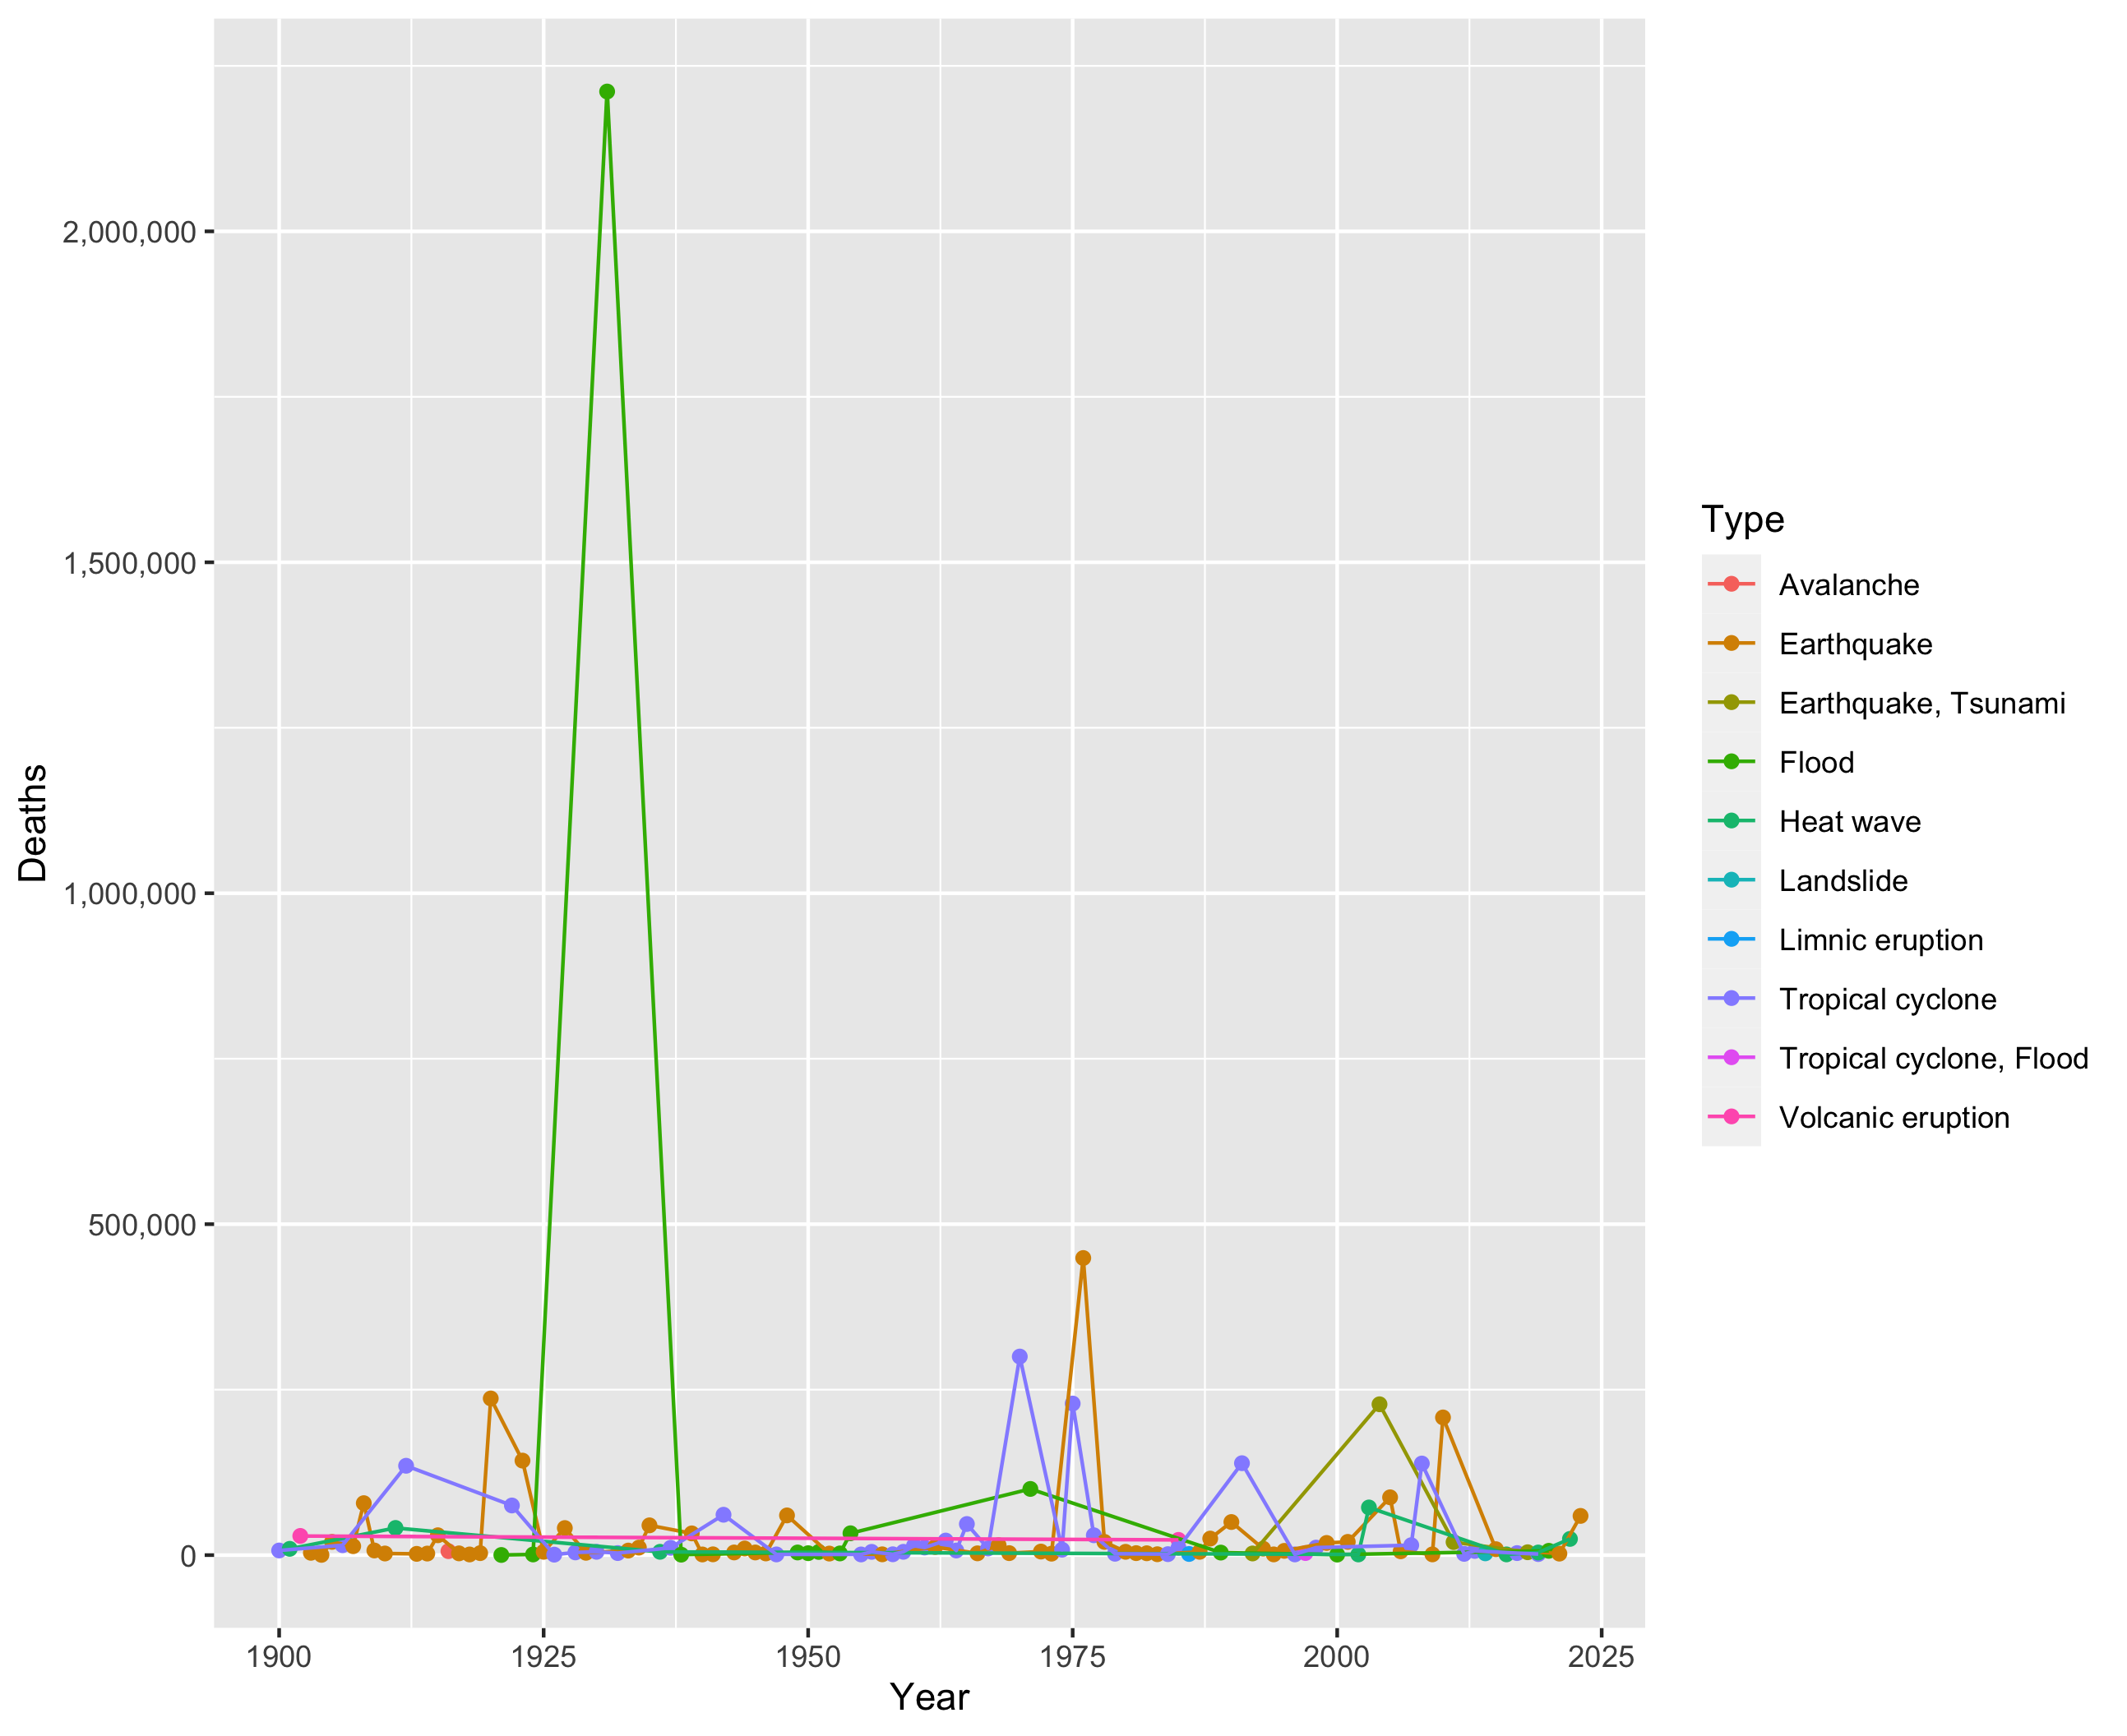 2,000,000
1,500,000
1,000,000
500,000
0
Deaths
1900 1925 1950 1975 2000 2025
Year
Type
Avalanche
Earthquake
Earthquake, Tsunami
Flood
Heat wave
Landslide
Limnic eruption
Tropical cyclone
Tropical cyclone, Flood
Volcanic eruption